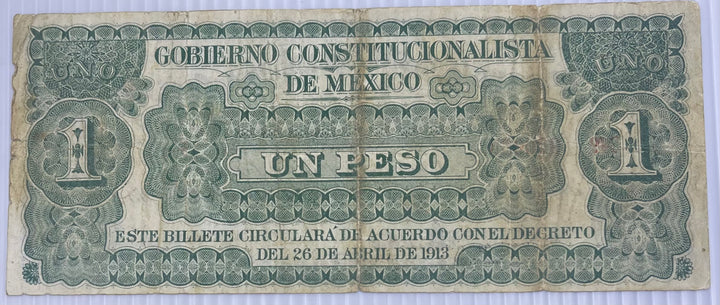 GOBIERNO CONSTITUCIONALISTA
UNO
UNO
DE MEXICO
1
1
UN PESO
ESTE BILLETE CIRCULARÁ DE ACUERDO CON EL DECRETO
DEL 26 DE ABRIL DE 1913